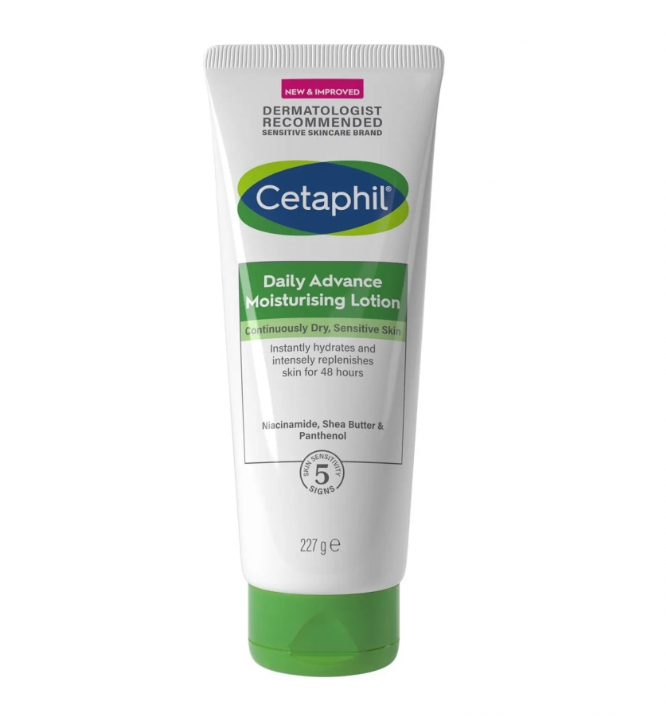 NEW & IMPROVED
DERMATOLOGIST
RECOMMENDED
SENSITIVE SKINCARE BRAND
Cetaphil®
Daily Advance
Moisturising Lotion
Continuously Dry, Sensitive Skin
Instantly hydrates and
intensely replenishes
skin for 48 hours
Niacinamide, Shea Butter &
Panthenol
SKIN SENSITIVITY
5
SIGNS
227 g ℮